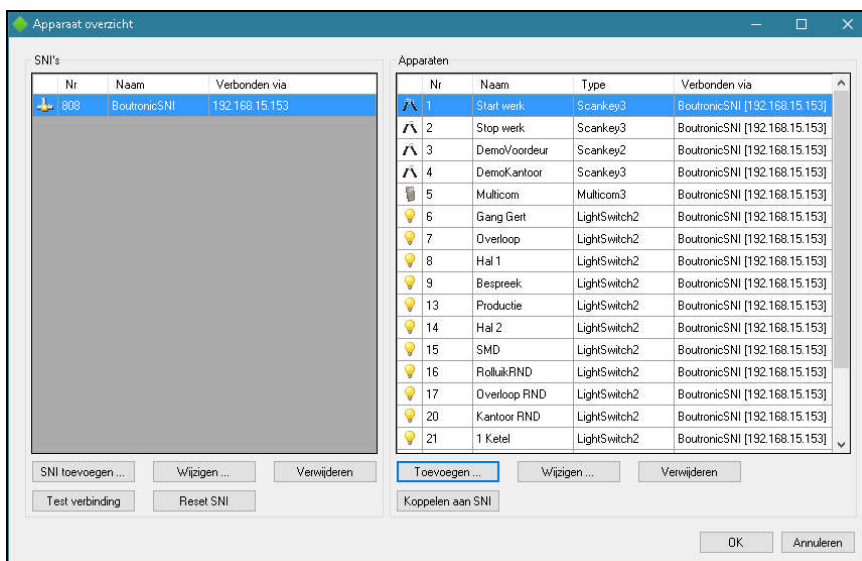 Apparaat overzicht
SNI's
Nr Naam Verbonden via
808 BoutronicSNI 192.168.15.153
SNI toevoegen ... Wijzigen ... Verwijderen
Test verbinding Reset SNI
Apparaten
Nr Naam Type Verbonden via
1 Start werk Scankey3 BoutronicSNI [192.168.15.153]
2 Stop werk Scankey3 BoutronicSNI [192.168.15.153]
3 DemoVoordeur Scankey2 BoutronicSNI [192.168.15.153]
4 DemoKantoor Scankey3 BoutronicSNI [192.168.15.153]
5 Multicom Multicom3 BoutronicSNI [192.168.15.153]
6 Gang Gert LightSwitch2 BoutronicSNI [192.168.15.153]
7 Overloop LightSwitch2 BoutronicSNI [192.168.15.153]
8 Hal 1 LightSwitch2 BoutronicSNI [192.168.15.153]
9 Bespreek LightSwitch2 BoutronicSNI [192.168.15.153]
13 Productie LightSwitch2 BoutronicSNI [192.168.15.153]
14 Hal 2 LightSwitch2 BoutronicSNI [192.168.15.153]
15 SMD LightSwitch2 BoutronicSNI [192.168.15.153]
16 RolluikRND LightSwitch2 BoutronicSNI [192.168.15.153]
17 Overloop RND LightSwitch2 BoutronicSNI [192.168.15.153]
20 Kantoor RND LightSwitch2 BoutronicSNI [192.168.15.153]
21 1 Ketel LightSwitch2 BoutronicSNI [192.168.15.153]
Toevoegen ... Wijzigen ... Verwijderen
Koppelen aan SNI
OK Annuleren